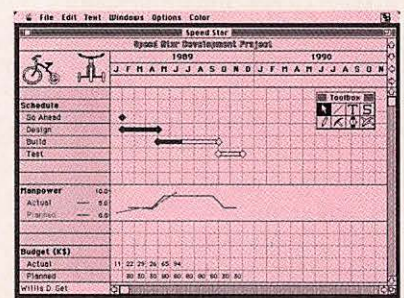 File Edit Text Windows Options Color
Speed Star
Speed Star Development Project
1989 1990
J F M A M J J A S O N D J F M A M J J A S O N
Schedule
Go Ahead
Design
Build
Test
Toolbox
T S
Manpower 10.0
Actual 5.0
Planned 0.0
Budget (K$)
Actual 11 22 29 26 65 94
Planned 80 80 80 80 80 80 80 80 80 80
Willis D. Get